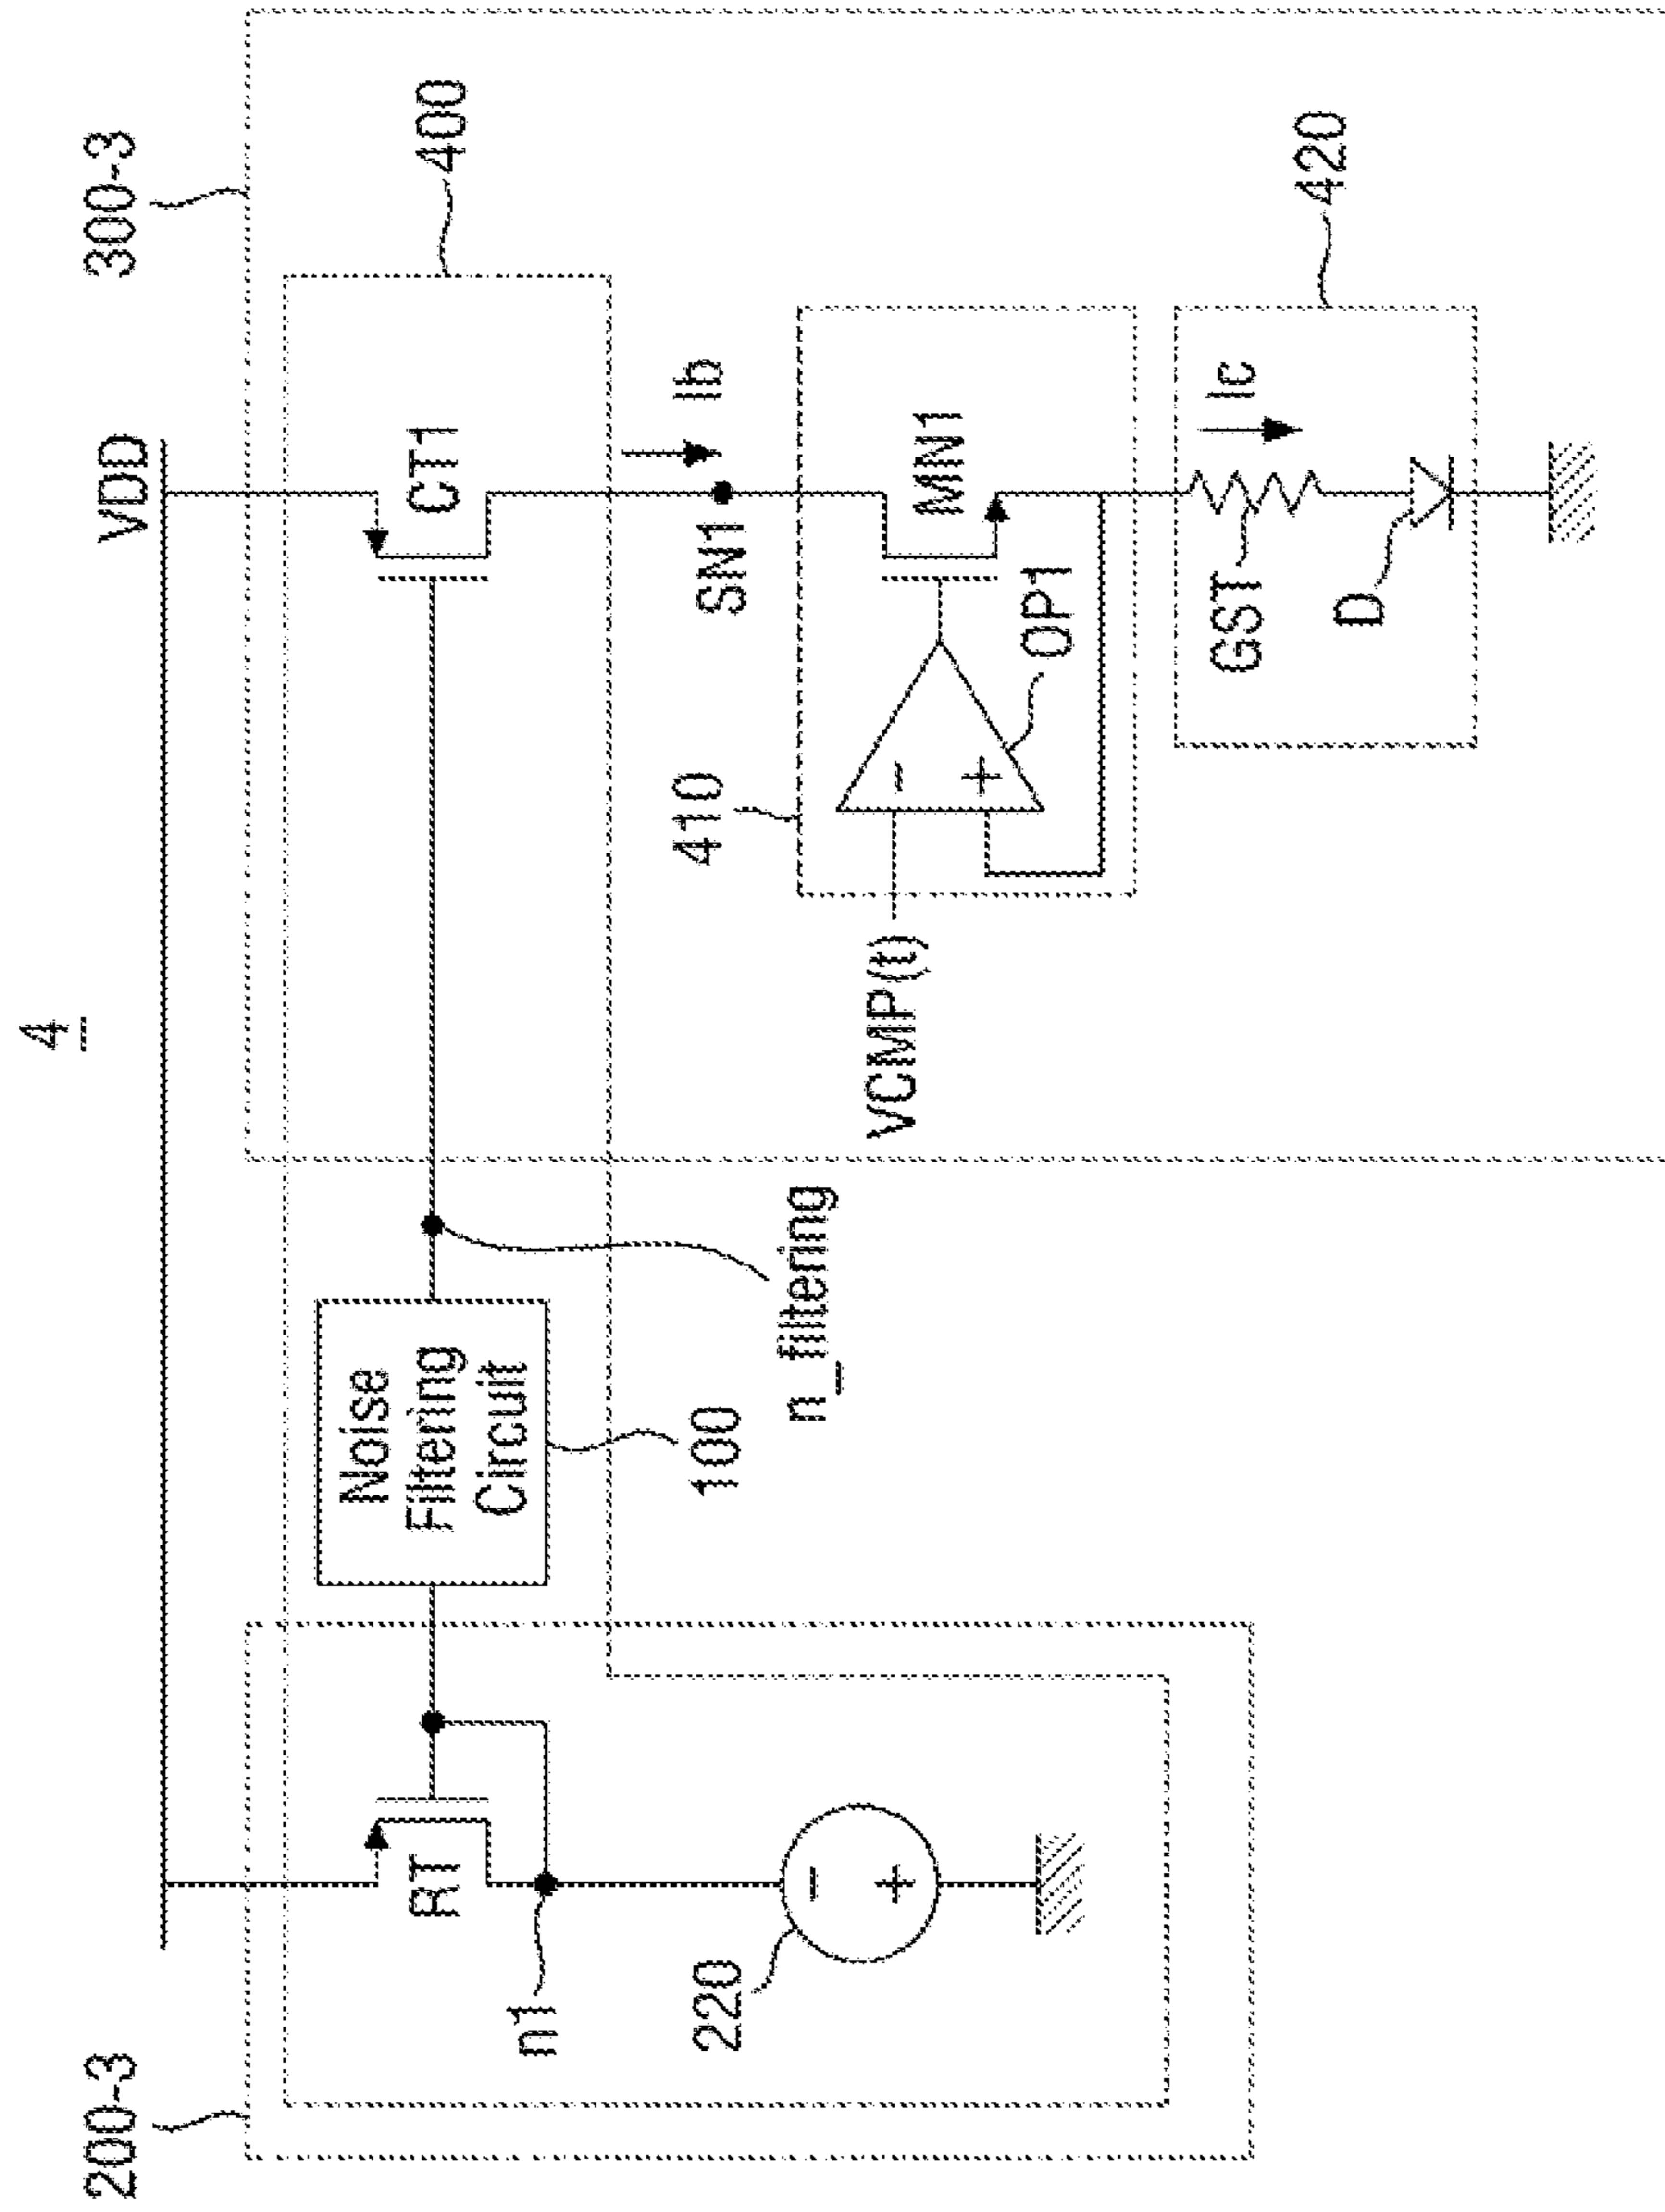 4
200-3
VDD
300-3
400
RT
Noise
Filtering
Circuit
CT1
n1
100
n_filtering
SN1
Ib
220
-
+
410
VCMP(t)
-
+
OP1
MN1
GST
Ic
D
420